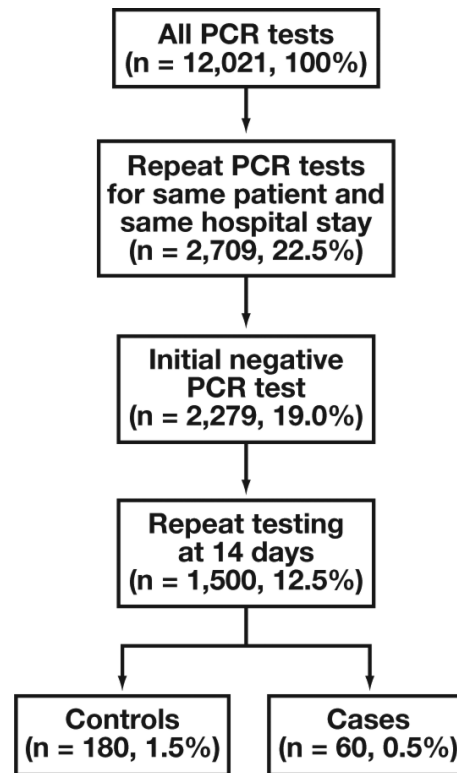 All PCR tests
(n = 12,021, 100%)
Repeat PCR tests
for same patient and
same hospital stay
(n = 2,709, 22.5%)
Initial negative
PCR test
(n = 2,279, 19.0%)
Repeat testing
at 14 days
(n = 1,500, 12.5%)
Controls
(n = 180, 1.5%)
Cases
(n = 60, 0.5%)